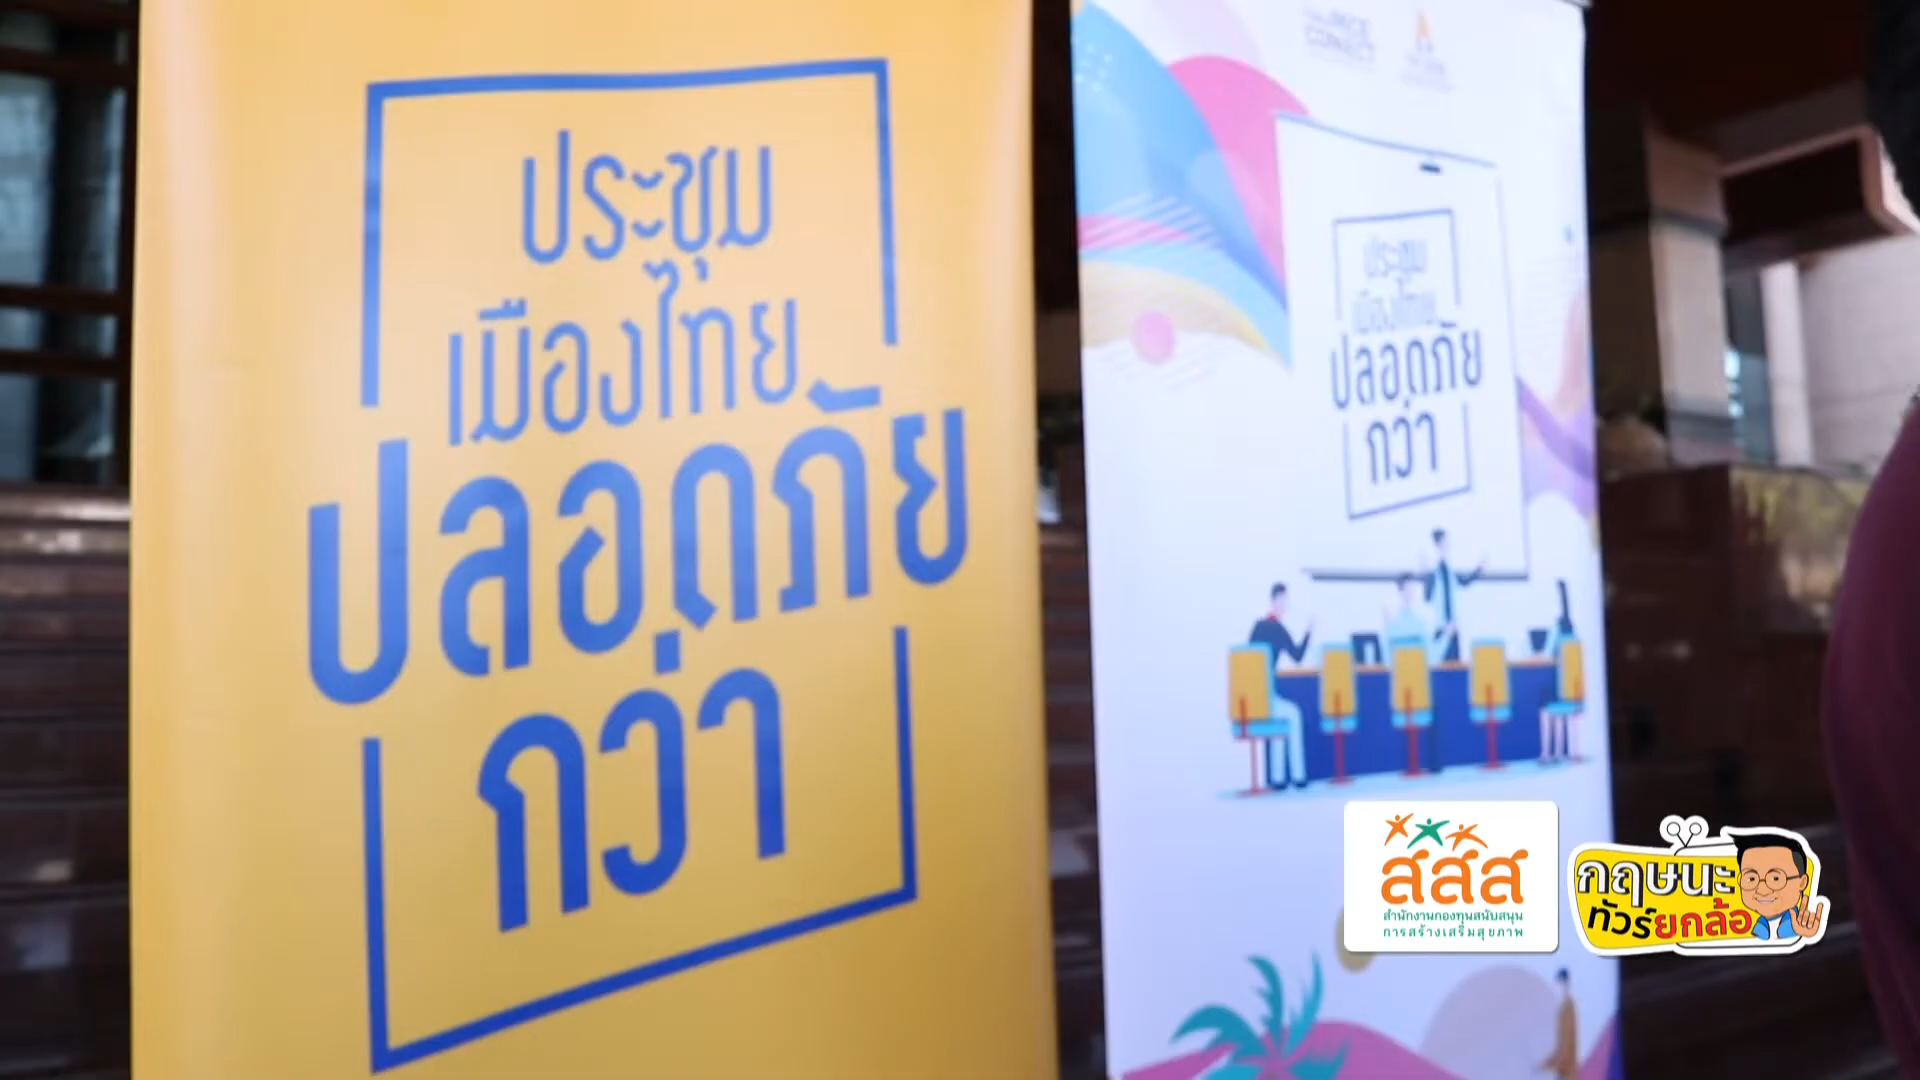 ประชุม
เมืองไทย
ปลอดภัย
กว่า
ประชุม
เมืองไทย
ปลอดภัย
กว่า
สสส
สำนักงานกองทุนสนับสนุน
การสร้างเสริมสุขภาพ
กฤษนะ
ทัวร์ยกล้อ